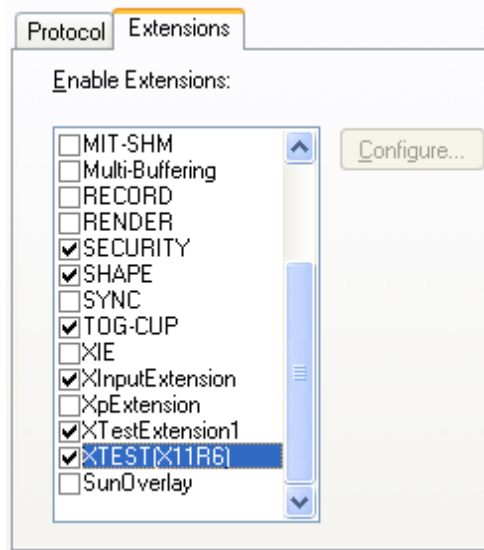 Protocol Extensions
Enable Extensions:
MIT-SHM
Configure...
Multi-Buffering
RECORD
RENDER
SECURITY
SHAPE
SYNC
TOG-CUP
XIE
XInputExtension
XpExtension
XTestExtension1
XTEST(X11R6)
SunOverlay